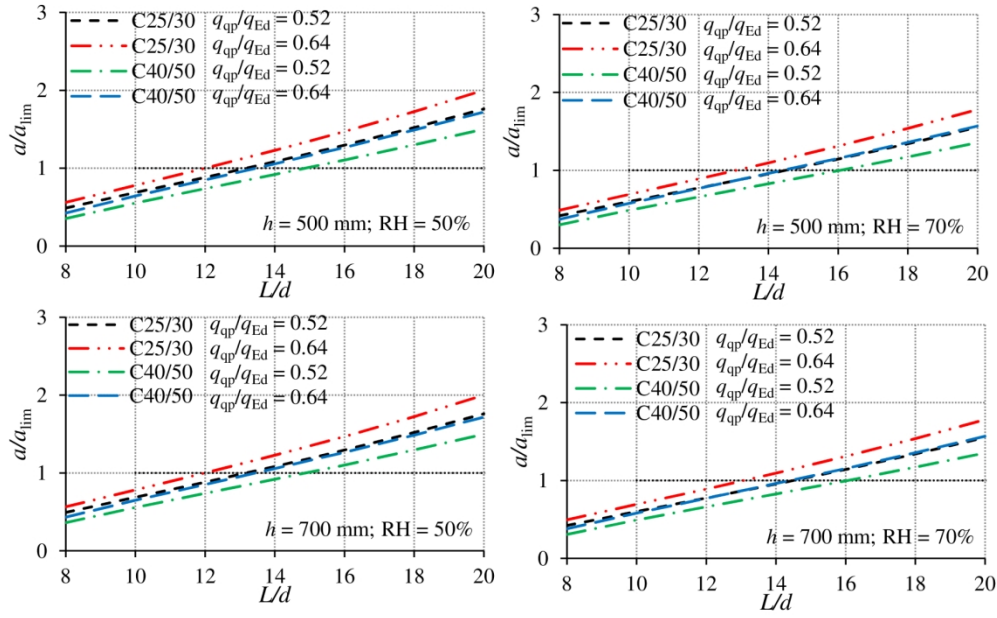 3
C25/30 q_qp/q_Ed = 0.52
C25/30 q_qp/q_Ed = 0.64
C40/50 q_qp/q_Ed = 0.52
2
C40/50 q_qp/q_Ed = 0.64
a/a_lim
1
h = 500 mm; RH = 50%
0
8 10 12 14 16 18 20
L/d
3
C25/30 q_qp/q_Ed = 0.52
C25/30 q_qp/q_Ed = 0.64
C40/50 q_qp/q_Ed = 0.52
2
C40/50 q_qp/q_Ed = 0.64
a/a_lim
1
h = 500 mm; RH = 70%
0
8 10 12 14 16 18 20
L/d
3
C25/30 q_qp/q_Ed = 0.52
C25/30 q_qp/q_Ed = 0.64
C40/50 q_qp/q_Ed = 0.52
2
C40/50 q_qp/q_Ed = 0.64
a/a_lim
1
h = 700 mm; RH = 50%
0
8 10 12 14 16 18 20
L/d
3
C25/30 q_qp/q_Ed = 0.52
C25/30 q_qp/q_Ed = 0.64
C40/50 q_qp/q_Ed = 0.52
2
C40/50 q_qp/q_Ed = 0.64
a/a_lim
1
h = 700 mm; RH = 70%
0
8 10 12 14 16 18 20
L/d